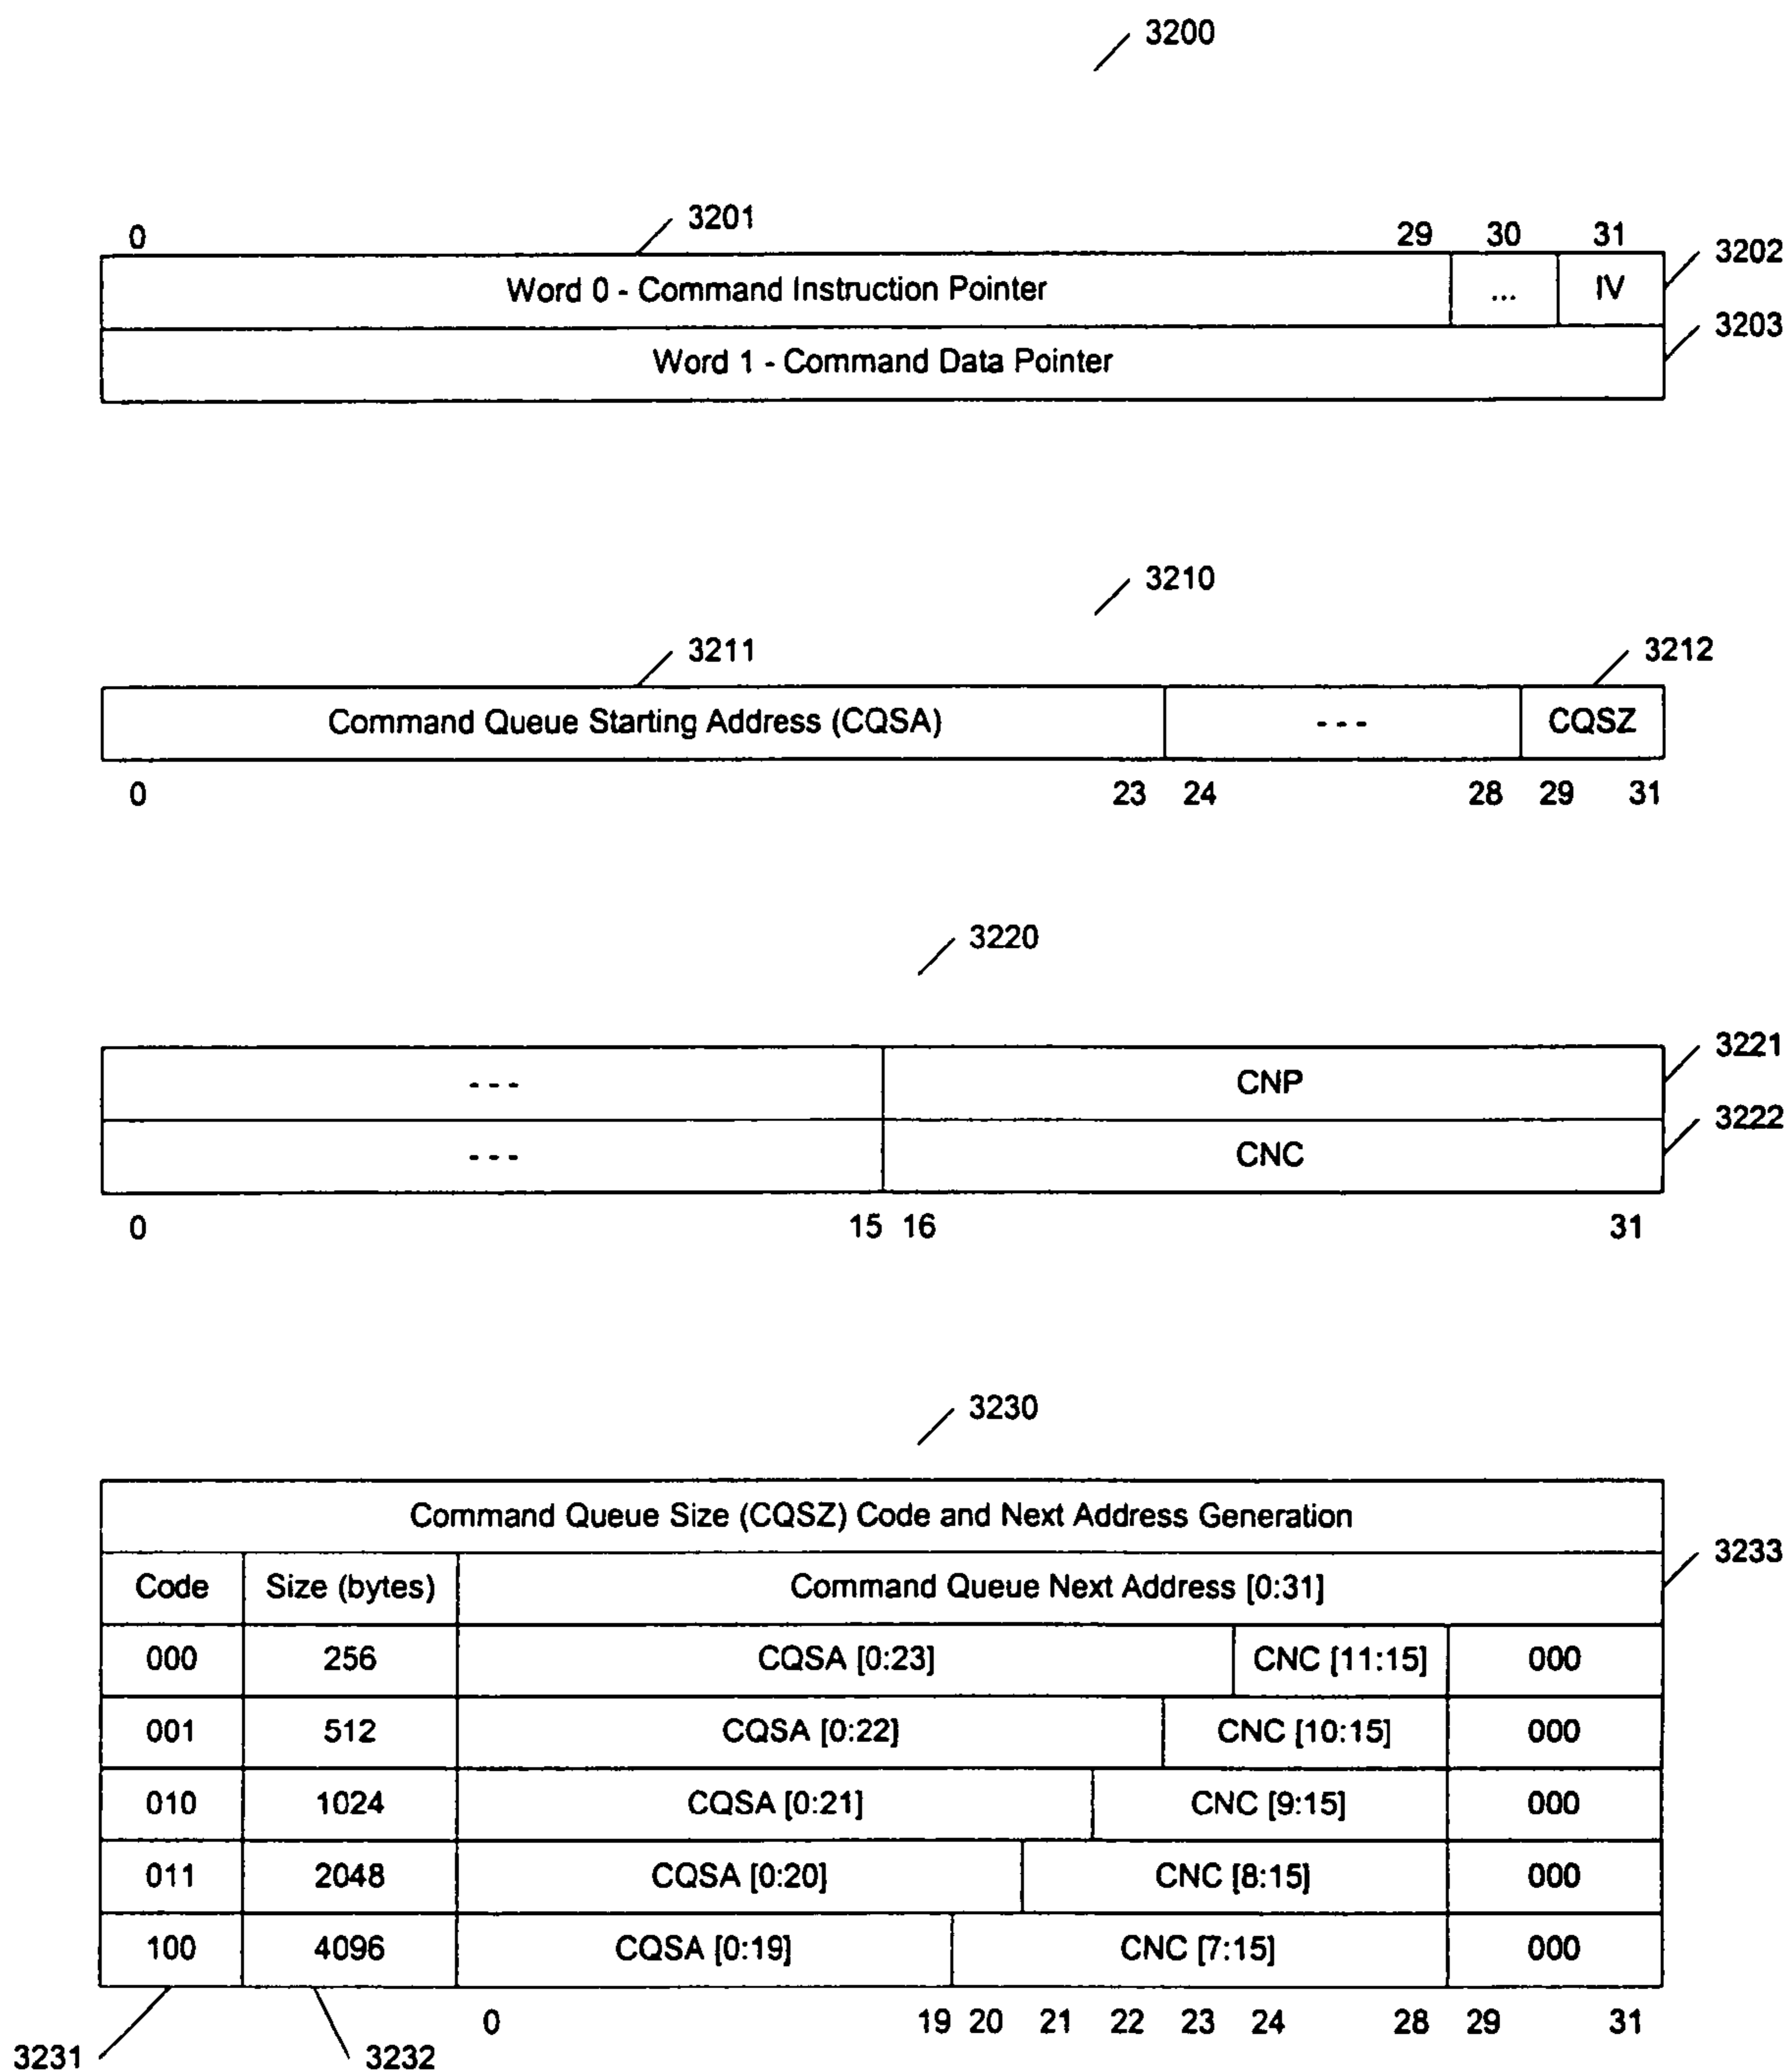 3200
3201
0 29 30 31
3202
Word 0 - Command Instruction Pointer ... IV
3203
Word 1 - Command Data Pointer
3210
3211 3212
Command Queue Starting Address (CQSA) - - - CQSZ
0 23 24 28 29 31
3220
3221
- - - CNP
3222
- - - CNC
0 15 16 31
3230
Command Queue Size (CQSZ) Code and Next Address Generation
3233
Code Size (bytes) Command Queue Next Address [0:31]
000 256 CQSA [0:23] CNC [11:15] 000
001 512 CQSA [0:22] CNC [10:15] 000
010 1024 CQSA [0:21] CNC [9:15] 000
011 2048 CQSA [0:20] CNC [8:15] 000
100 4096 CQSA [0:19] CNC [7:15] 000
0 19 20 21 22 23 24 28 29 31
3231 3232